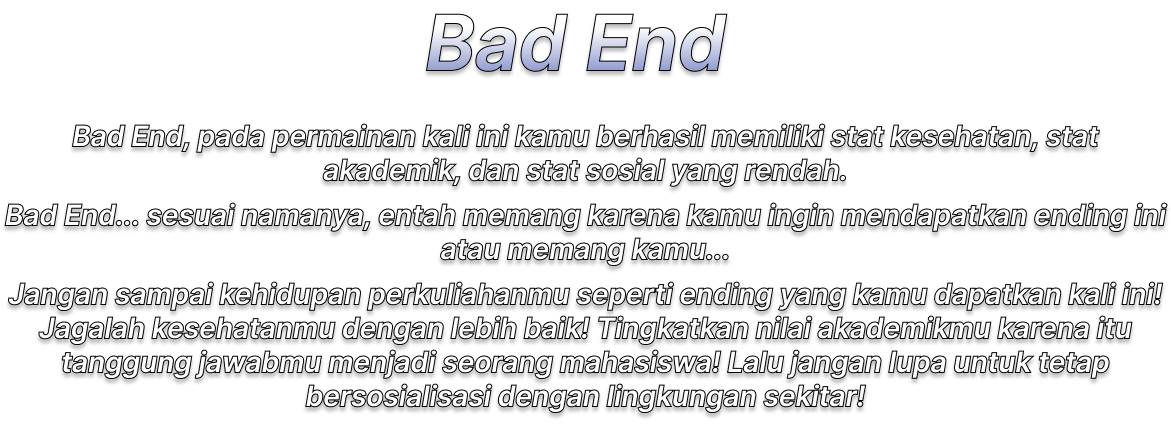 Bad End
Bad End, pada permainan kali ini kamu berhasil memiliki stat kesehatan, stat
akademik, dan stat sosial yang rendah.
Bad End... sesuai namanya, entah memang karena kamu ingin mendapatkan ending ini
atau memang kamu...
Jangan sampai kehidupan perkuliahanmu seperti ending yang kamu dapatkan kali ini!
Jagalah kesehatanmu dengan lebih baik! Tingkatkan nilai akademikmu karena itu
tanggung jawabmu menjadi seorang mahasiswa! Lalu jangan lupa untuk tetap
bersosialisasi dengan lingkungan sekitar!